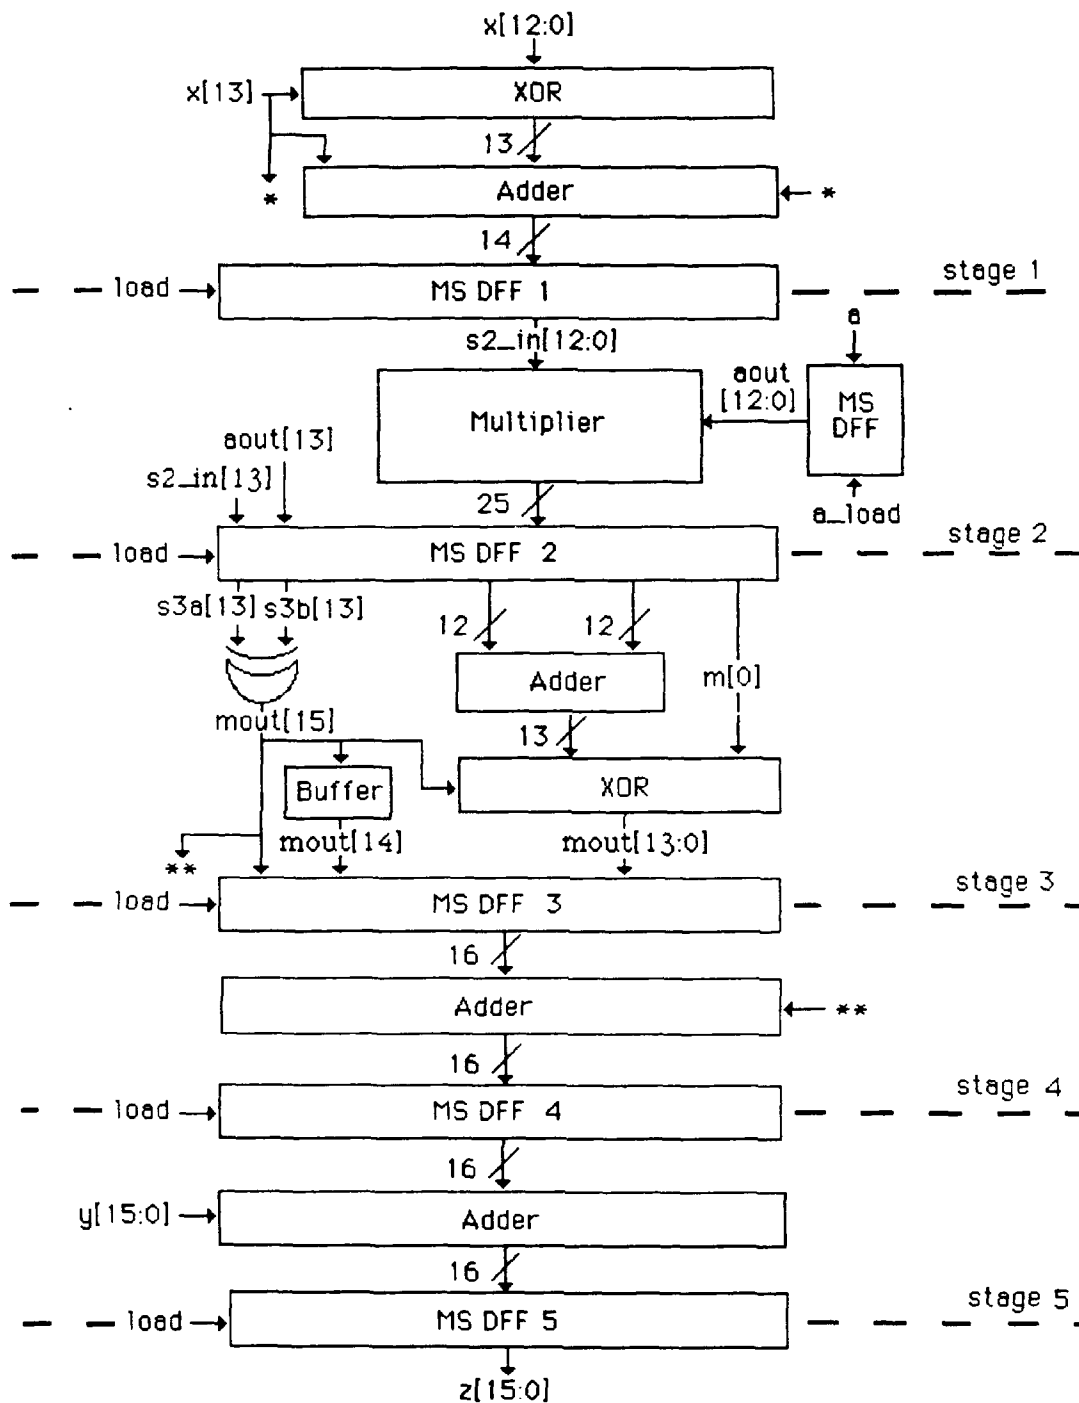 x[12:0]
x[13]
XOR
13
*
Adder
*
14
load
MS DFF 1
stage 1
s2_in[12:0]
a
aout
[12:0]
MS
DFF
Multiplier
aout[13]
s2_in[13]
25
a_load
load
MS DFF 2
stage 2
s3a[13]
s3b[13]
12
12
Adder
m[0]
mout[15]
13
Buffer
XOR
mout[14]
mout[13:0]
**
load
MS DFF 3
stage 3
16
Adder
**
16
load
MS DFF 4
stage 4
16
y[15:0]
Adder
16
load
MS DFF 5
stage 5
z[15:0]